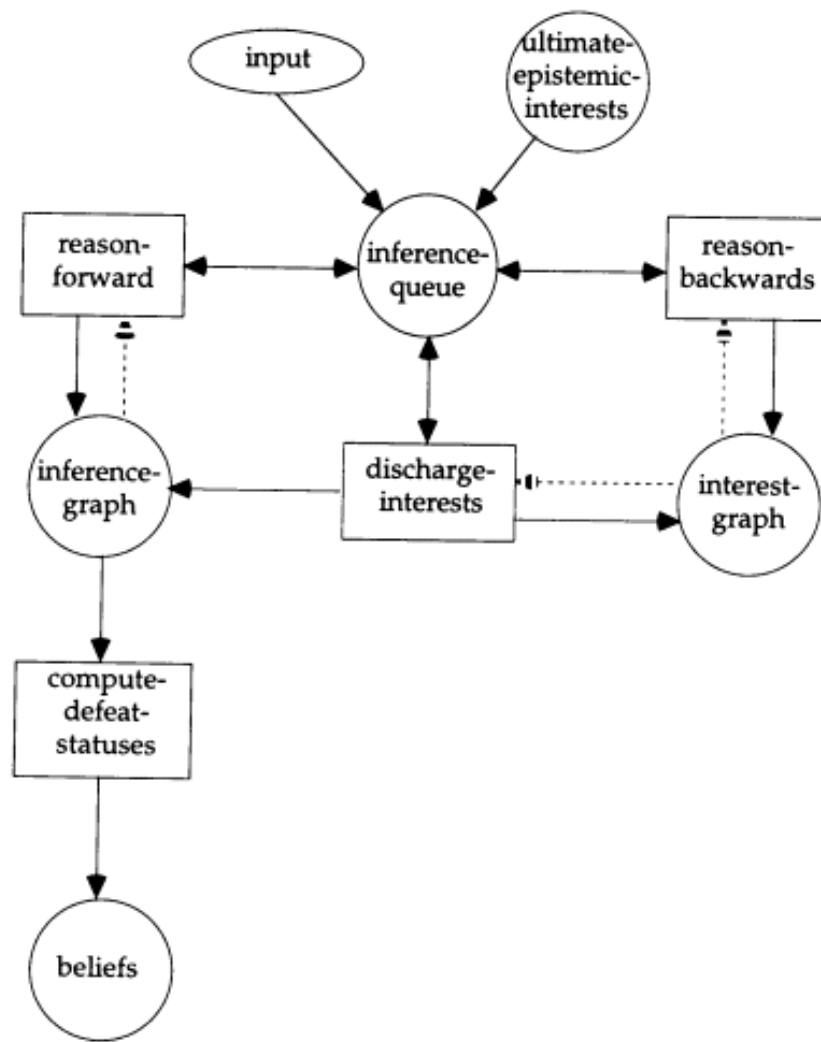 input
ultimate-
epistemic-
interests
reason-
forward
inference-
queue
reason-
backwards
inference-
graph
discharge-
interests
interest-
graph
compute-
defeat-
statuses
beliefs